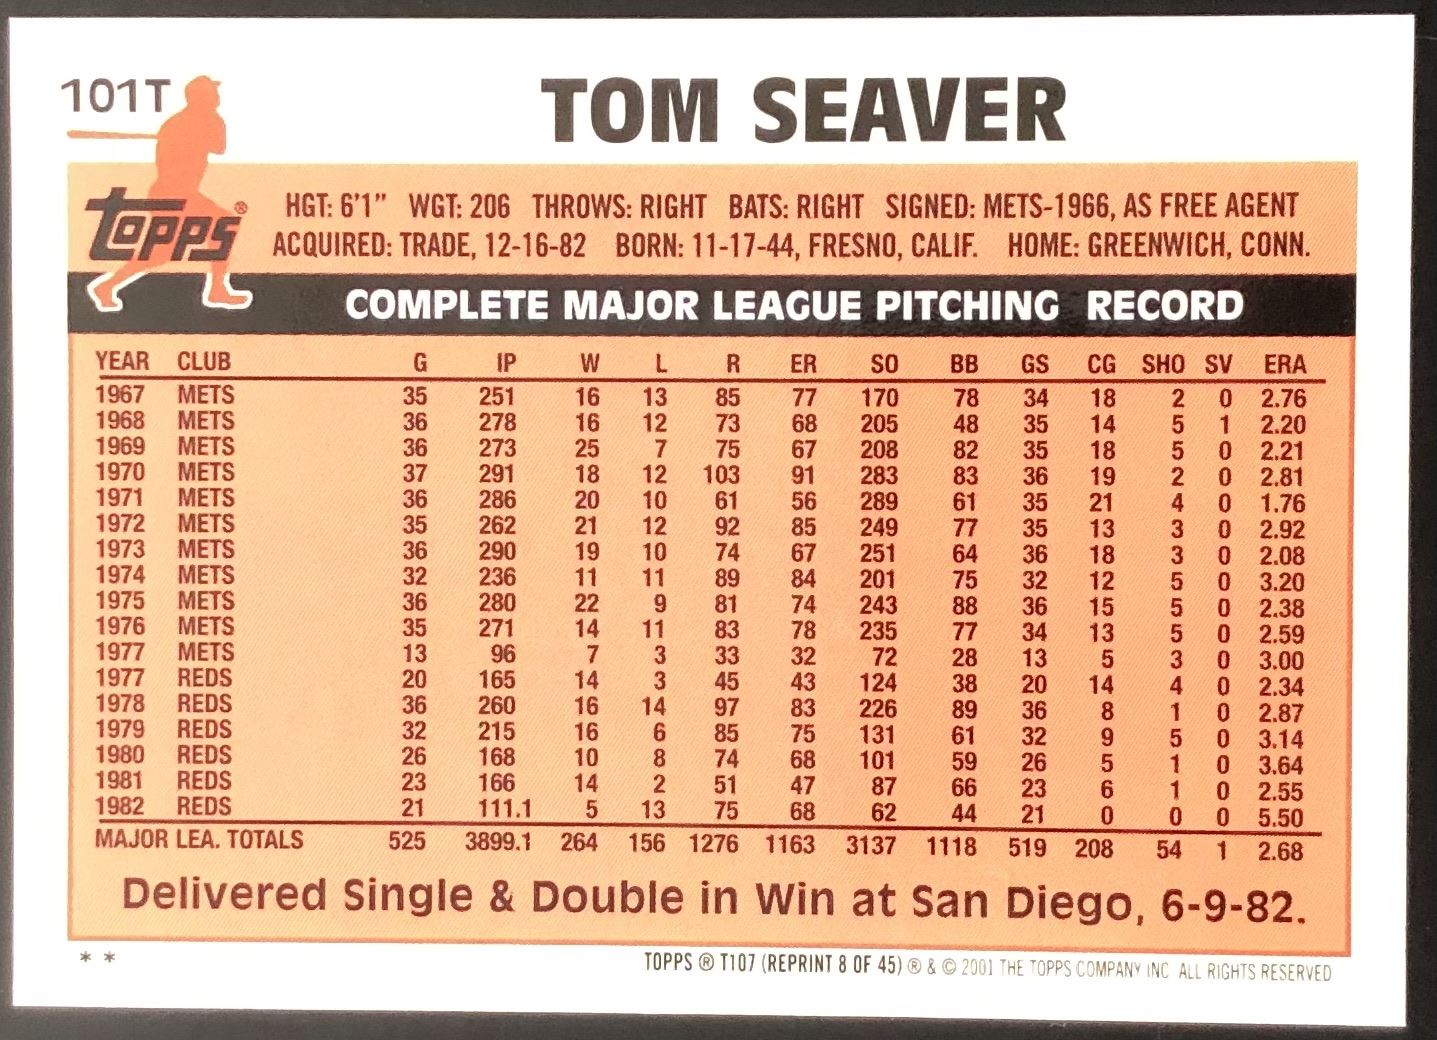 101T
TOM SEAVER
topps®
HGT: 6'1" WGT: 206 THROWS: RIGHT BATS: RIGHT SIGNED: METS-1966, AS FREE AGENT
ACQUIRED: TRADE, 12-16-82 BORN: 11-17-44, FRESNO, CALIF. HOME: GREENWICH, CONN.
COMPLETE MAJOR LEAGUE PITCHING RECORD
YEAR CLUB G IP W L R ER SO BB GS CG SHO SV ERA
1967 METS 35 251 16 13 85 77 170 78 34 18 2 0 2.76
1968 METS 36 278 16 12 73 68 205 48 35 14 5 1 2.20
1969 METS 36 273 25 7 75 67 208 82 35 18 5 0 2.21
1970 METS 37 291 18 12 103 91 283 83 36 19 2 0 2.81
1971 METS 36 286 20 10 61 56 289 61 35 21 4 0 1.76
1972 METS 35 262 21 12 92 85 249 77 35 13 3 0 2.92
1973 METS 36 290 19 10 74 67 251 64 36 18 3 0 2.08
1974 METS 32 236 11 11 89 84 201 75 32 12 5 0 3.20
1975 METS 36 280 22 9 81 74 243 88 36 15 5 0 2.38
1976 METS 35 271 14 11 83 78 235 77 34 13 5 0 2.59
1977 METS 13 96 7 3 33 32 72 28 13 5 3 0 3.00
1977 REDS 20 165 14 3 45 43 124 38 20 14 4 0 2.34
1978 REDS 36 260 16 14 97 83 226 89 36 8 1 0 2.87
1979 REDS 32 215 16 6 85 75 131 61 32 9 5 0 3.14
1980 REDS 26 168 10 8 74 68 101 59 26 5 1 0 3.64
1981 REDS 23 166 14 2 51 47 87 66 23 6 1 0 2.55
1982 REDS 21 111.1 5 13 75 68 62 44 21 0 0 0 5.50
MAJOR LEA. TOTALS 525 3899.1 264 156 1276 1163 3137 1118 519 208 54 1 2.68
Delivered Single & Double in Win at San Diego, 6-9-82.
* * TOPPS ® T107 (REPRINT 8 OF 45) ® & © 2001 THE TOPPS COMPANY INC ALL RIGHTS RESERVED